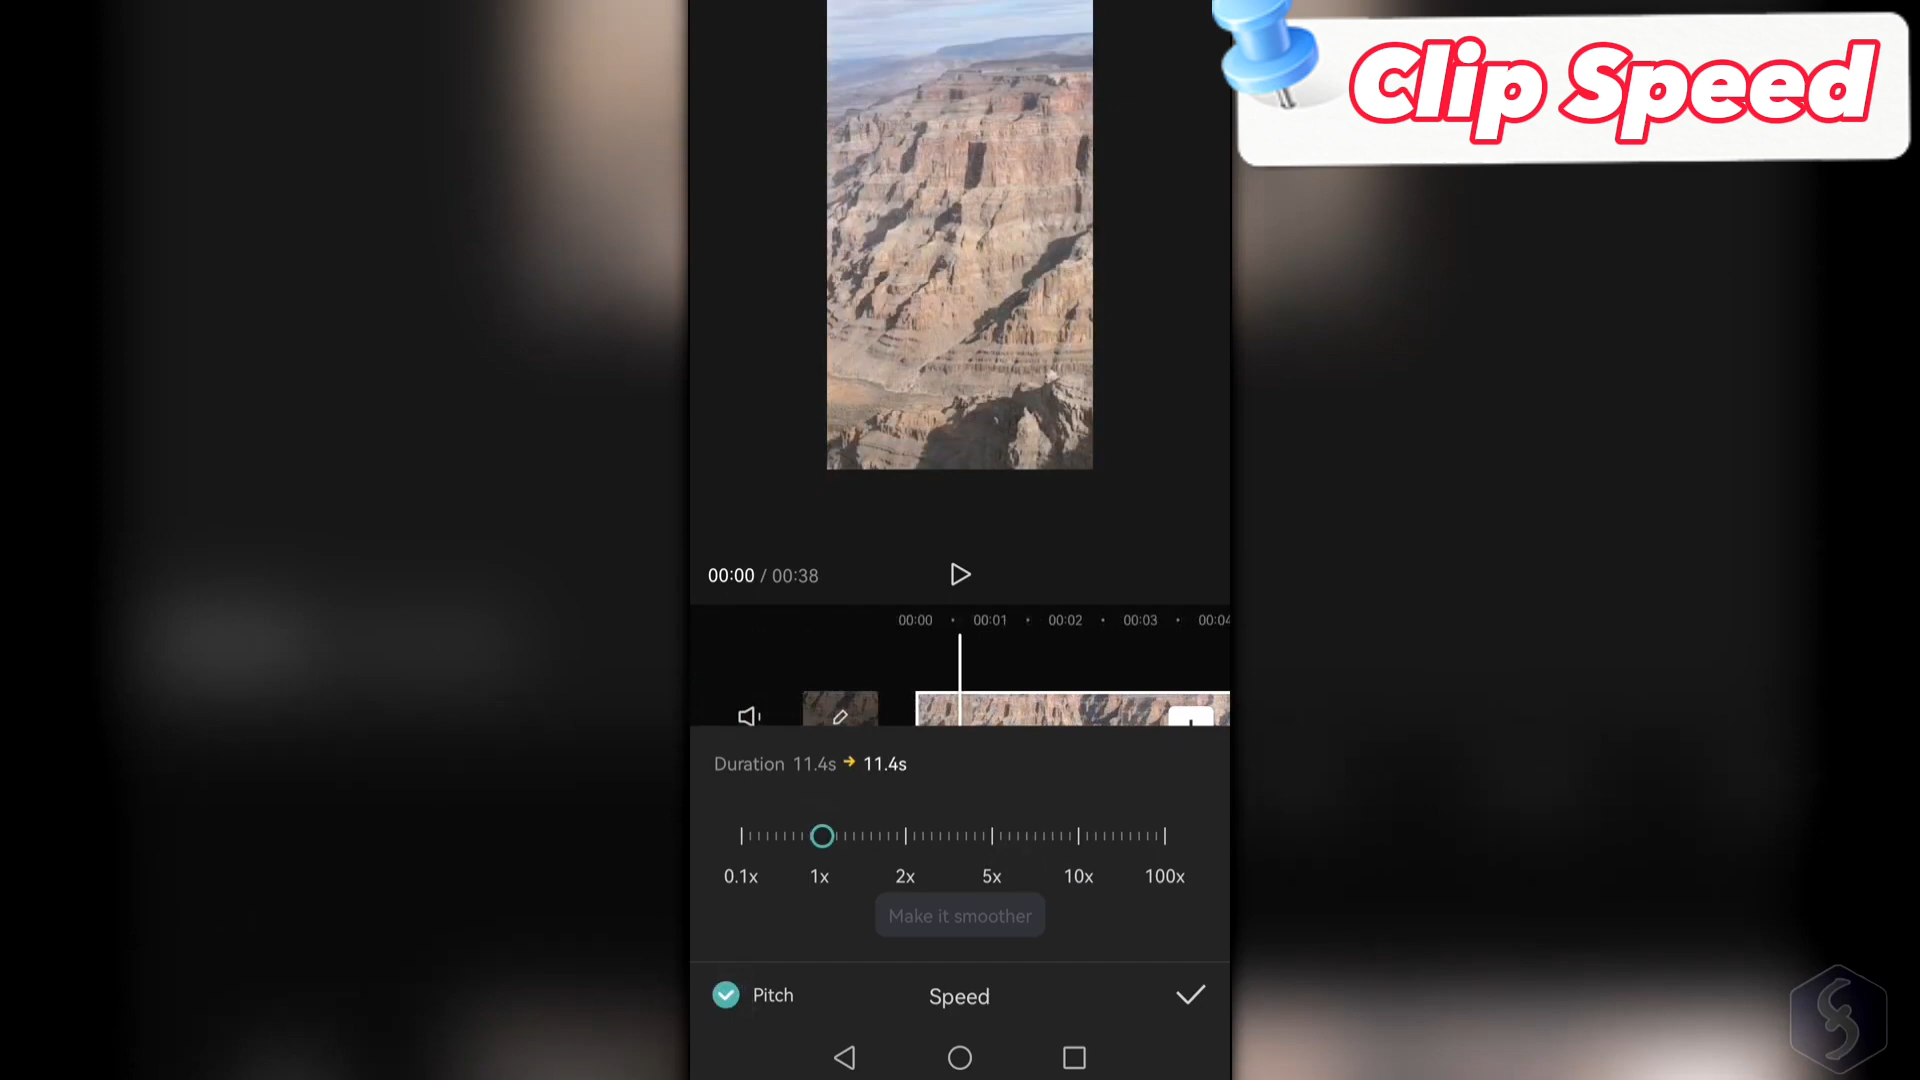 Clip Speed
00:00 / 00:38
00:00 00:01 00:02 00:03 00:04
Duration 11.4s 11.4s
0.1x 1x 2x 5x 10x 100x
Make it smoother
Pitch
Speed